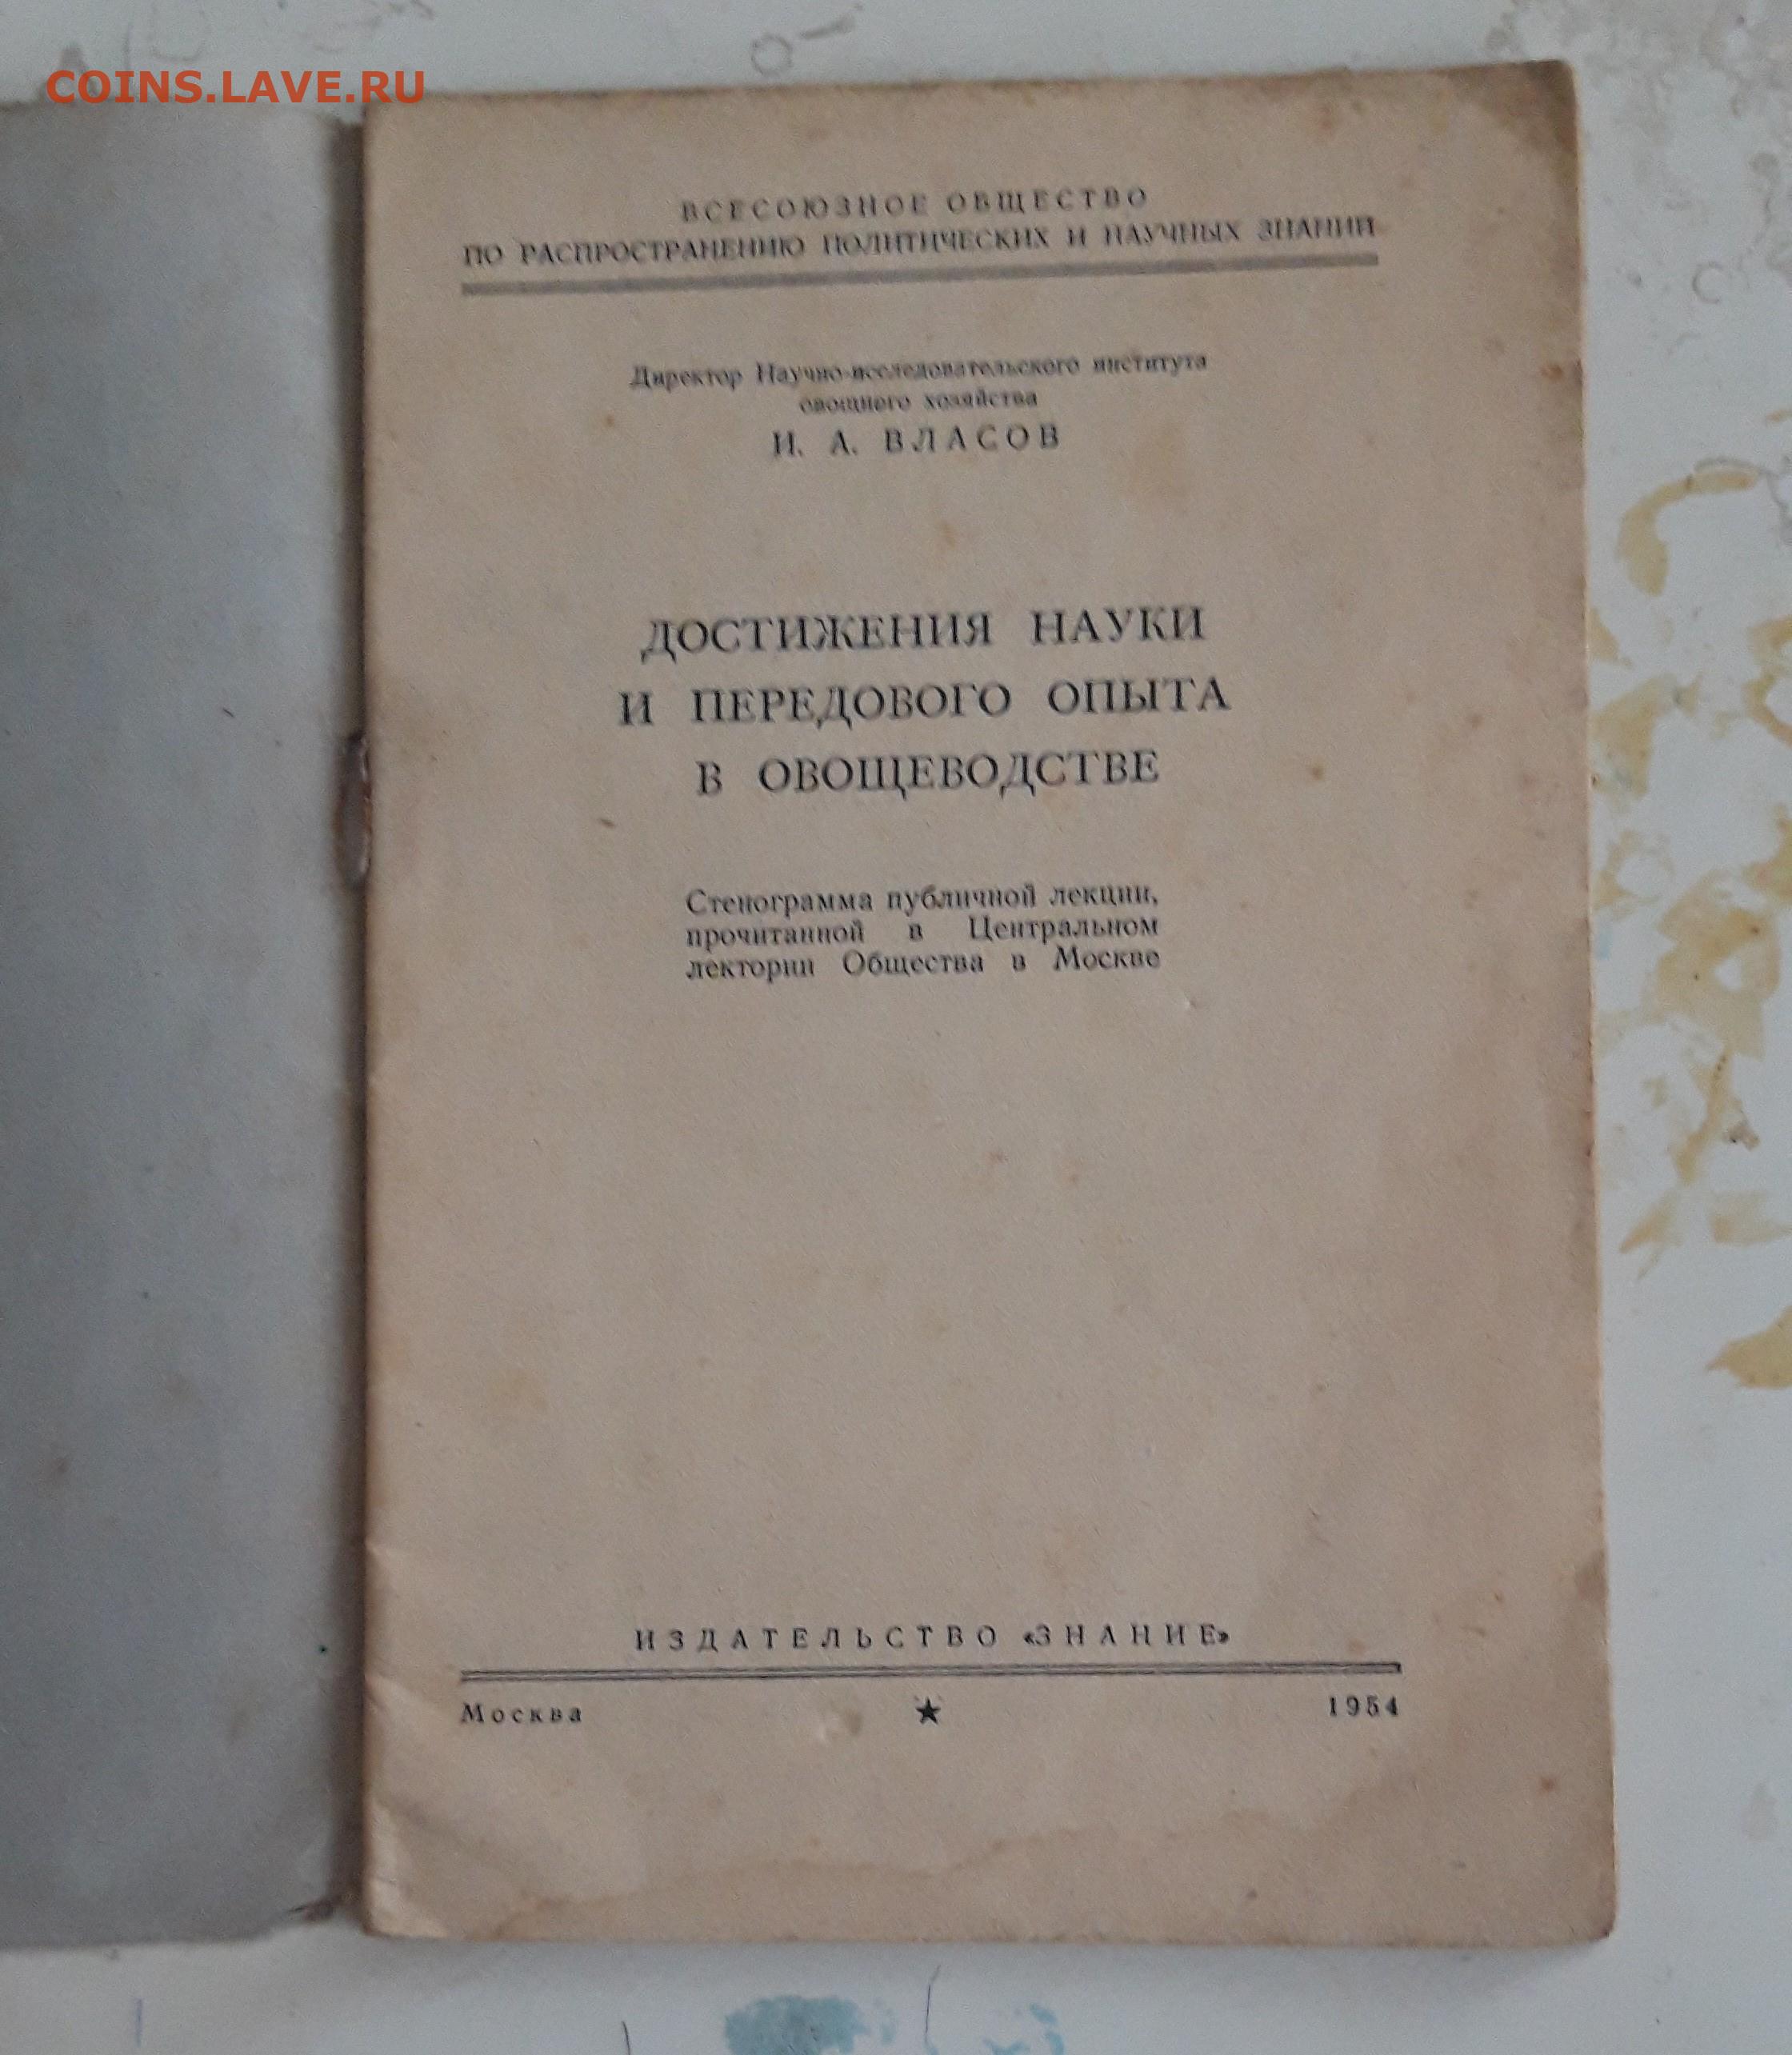 COINS.LAVE.RU
ВСЕСОЮЗНОЕ ОБЩЕСТВО
ПО РАСПРОСТРАНЕНИЮ ПОЛИТИЧЕСКИХ И НАУЧНЫХ ЗНАНИЙ
Директор Научно-исследовательского института
овощного хозяйства
И. А. ВЛАСОВ
ДОСТИЖЕНИЯ НАУКИ
И ПЕРЕДОВОГО ОПЫТА
В ОВОЩЕВОДСТВЕ
Стенограмма публичной лекции,
прочитанной в Центральном
лектории Общества в Москве
ИЗДАТЕЛЬСТВО «ЗНАНИЕ»
Москва ★ 1954